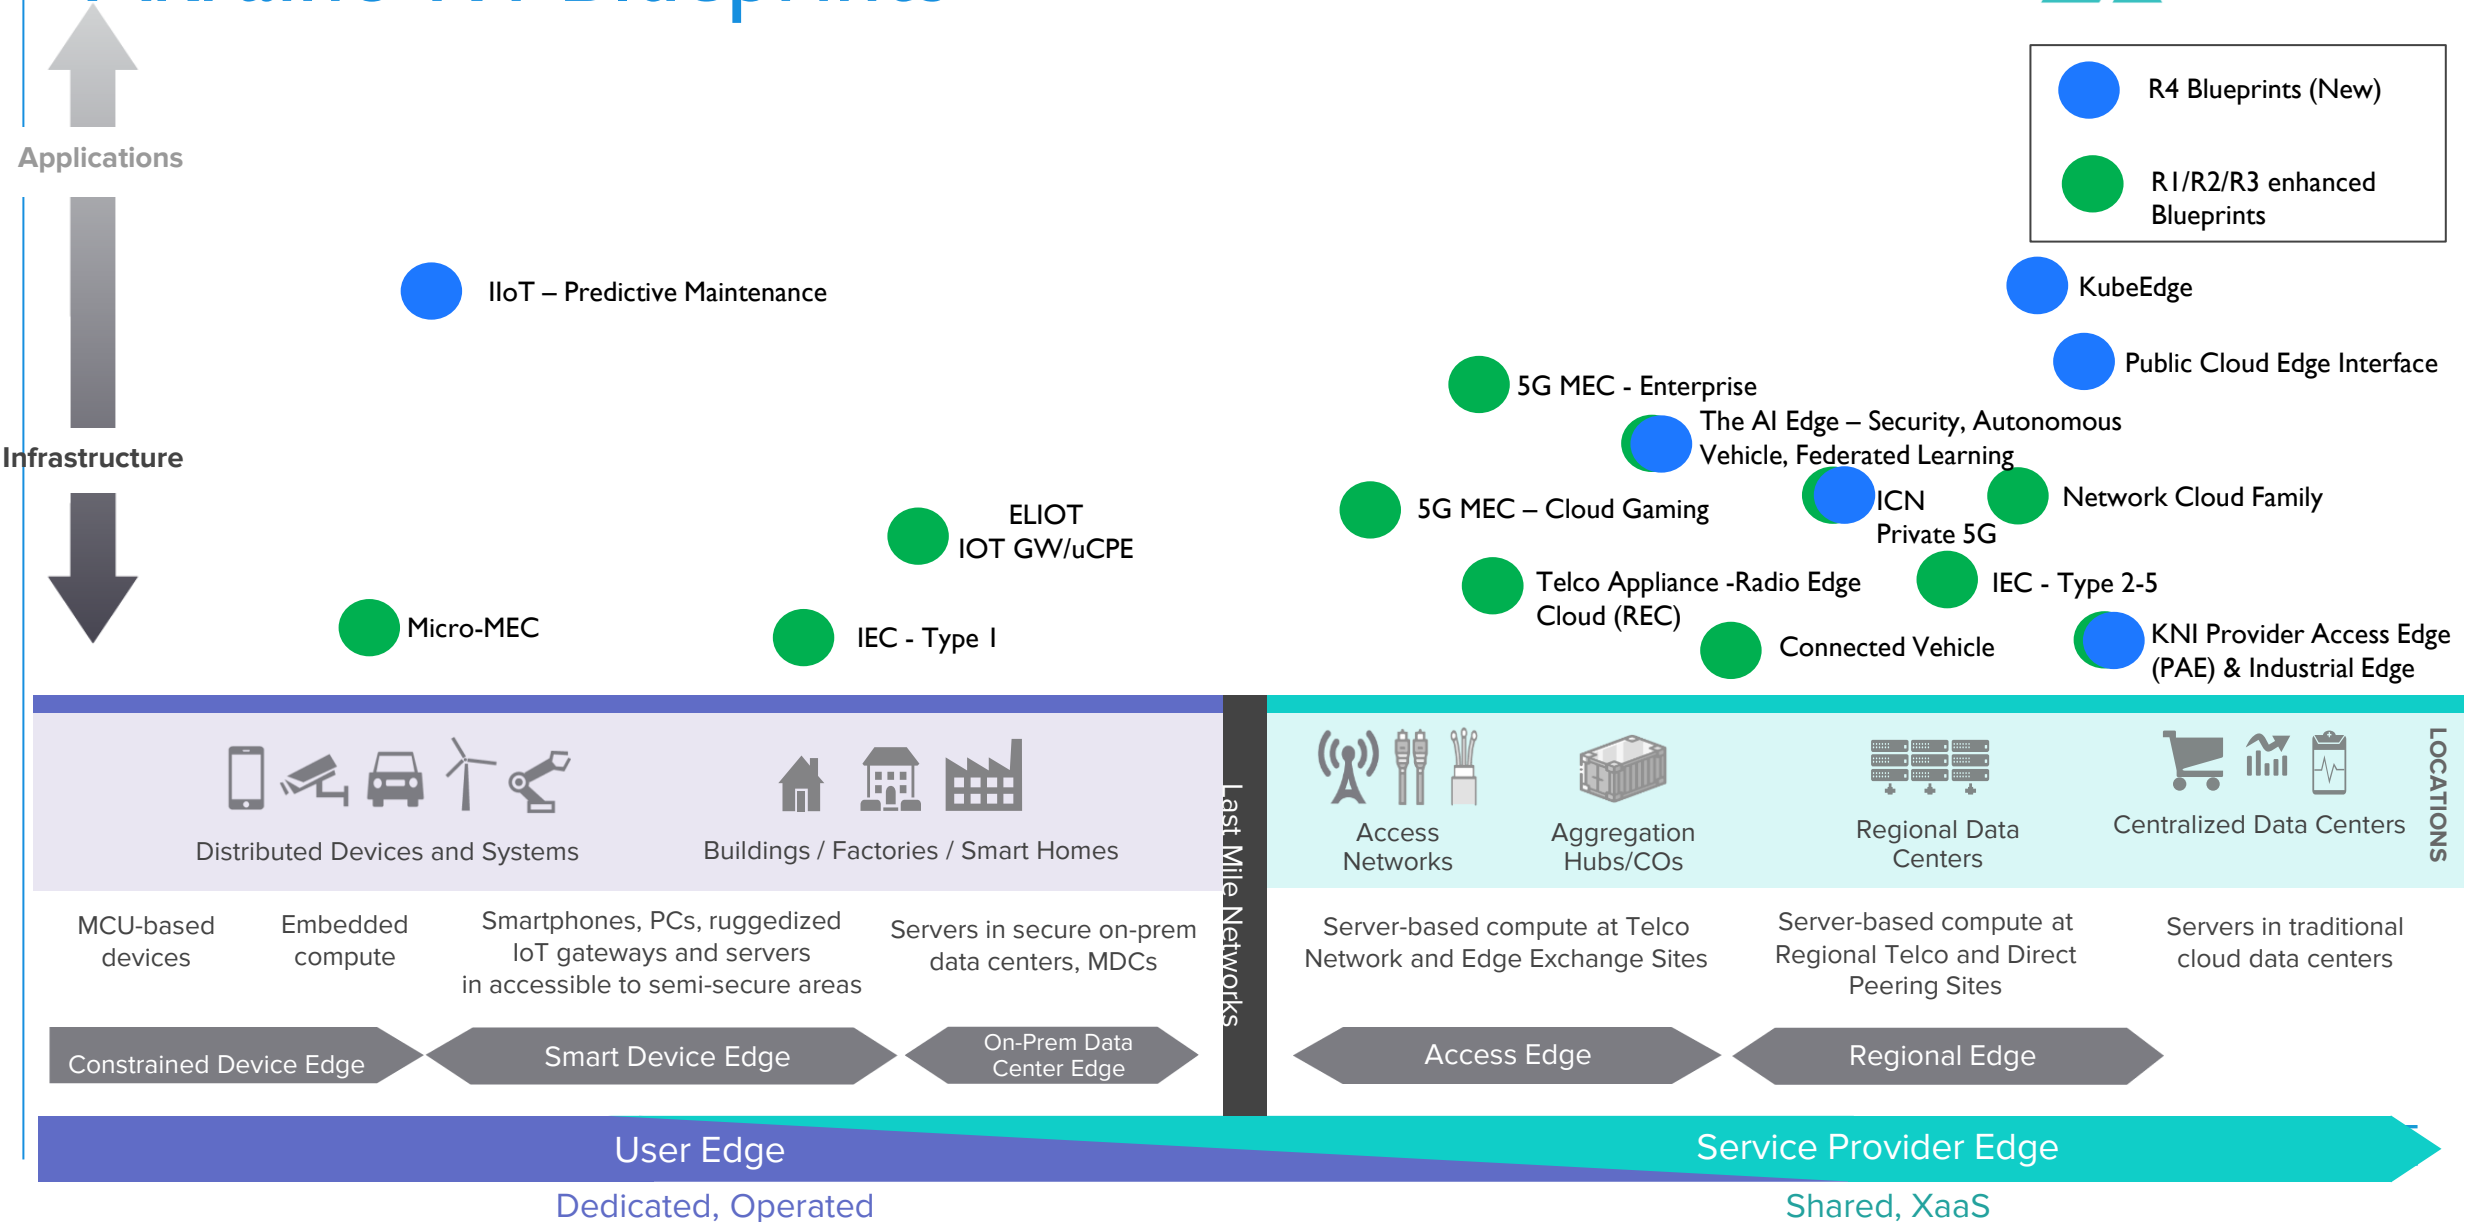 Blueprints
R4 Blueprints (New)
R1/R2/R3 enhanced
Blueprints
Applications
Infrastructure
IIoT – Predictive Maintenance
KubeEdge
Public Cloud Edge Interface
5G MEC - Enterprise
The AI Edge – Security, Autonomous
Vehicle, Federated Learning
5G MEC – Cloud Gaming
ICN
Private 5G
Network Cloud Family
ELIOT
IOT GW/uCPE
Telco Appliance -Radio Edge
Cloud (REC)
IEC - Type 2-5
Micro-MEC
IEC - Type 1
Connected Vehicle
KNI Provider Access Edge
(PAE) & Industrial Edge
Distributed Devices and Systems
Buildings / Factories / Smart Homes
Last Mile Networks
Access
Networks
Aggregation
Hubs/COs
Regional Data
Centers
Centralized Data Centers
LOCATIONS
MCU-based
devices
Embedded
compute
Smartphones, PCs, ruggedized
IoT gateways and servers
in accessible to semi-secure areas
Servers in secure on-prem
data centers, MDCs
Server-based compute at Telco
Network and Edge Exchange Sites
Server-based compute at
Regional Telco and Direct
Peering Sites
Servers in traditional
cloud data centers
Constrained Device Edge
Smart Device Edge
On-Prem Data
Center Edge
Access Edge
Regional Edge
User Edge
Service Provider Edge
Dedicated, Operated
Shared, XaaS